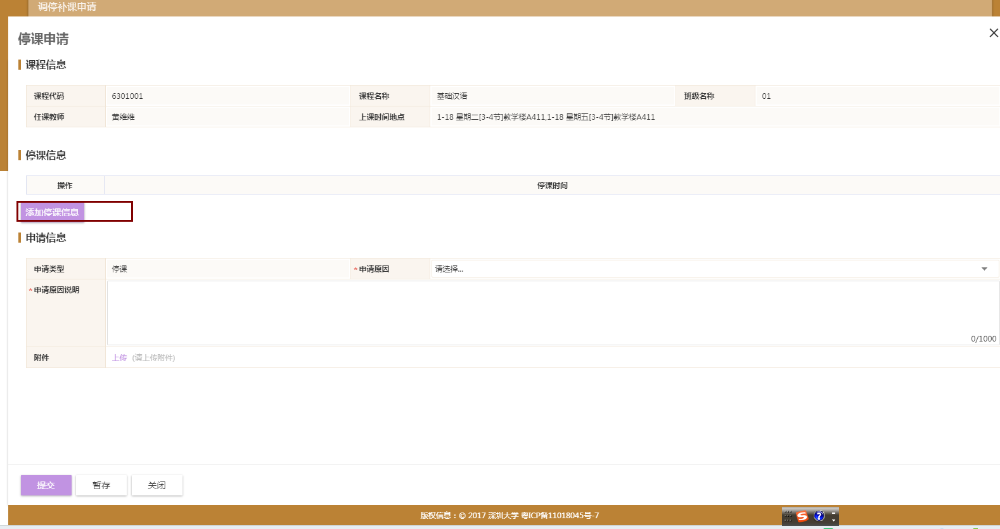 调停补课申请
停课申请
课程信息
课程代码 6301001 课程名称 基础汉语 班级名称 01
任课教师 黄维维 上课时间地点 1-18 星期二[3-4节]教学楼A411,1-18 星期五[3-4节]教学楼A411
停课信息
操作 停课时间
添加停课信息
申请信息
申请类型 停课 *申请原因 请选择...
*申请原因说明
0/1000
附件 上传 (请上传附件)
提交 暂存 关闭
版权信息：© 2017 深圳大学 粤ICP备11018045号-7